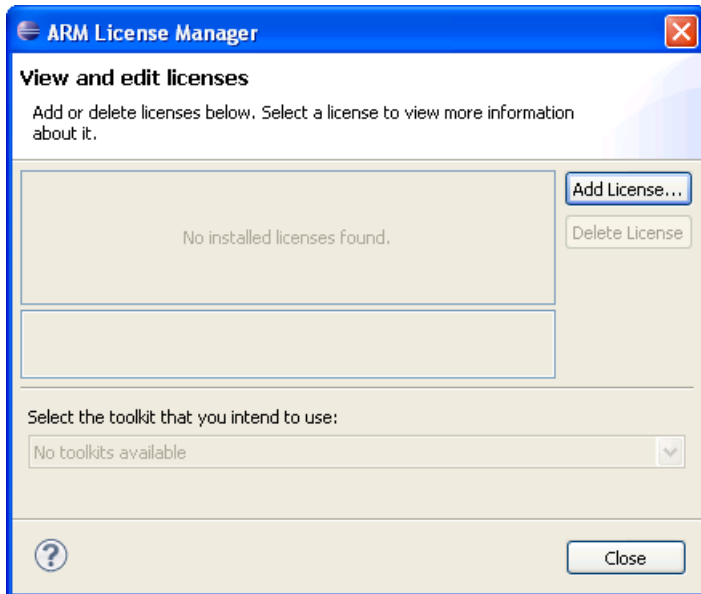 ARM License Manager
View and edit licenses
Add or delete licenses below. Select a license to view more information
about it.
Add License...
No installed licenses found.
Delete License
Select the toolkit that you intend to use:
No toolkits available
?
Close